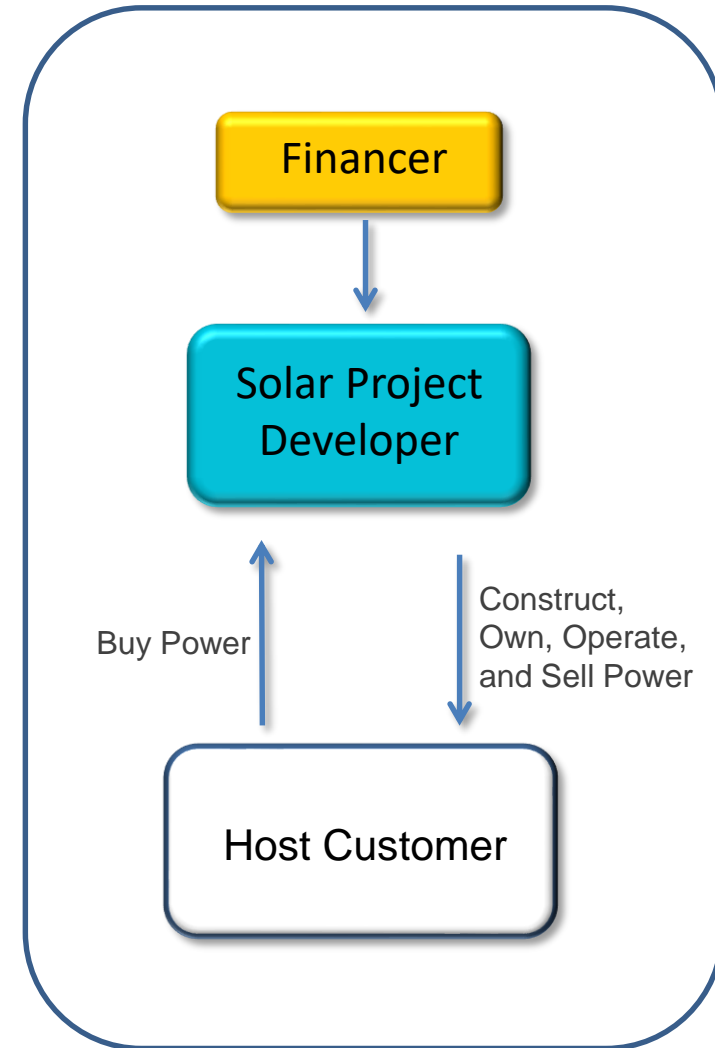 Financer
Solar Project
Developer
Buy Power
Construct,
Own, Operate,
and Sell Power
Host Customer